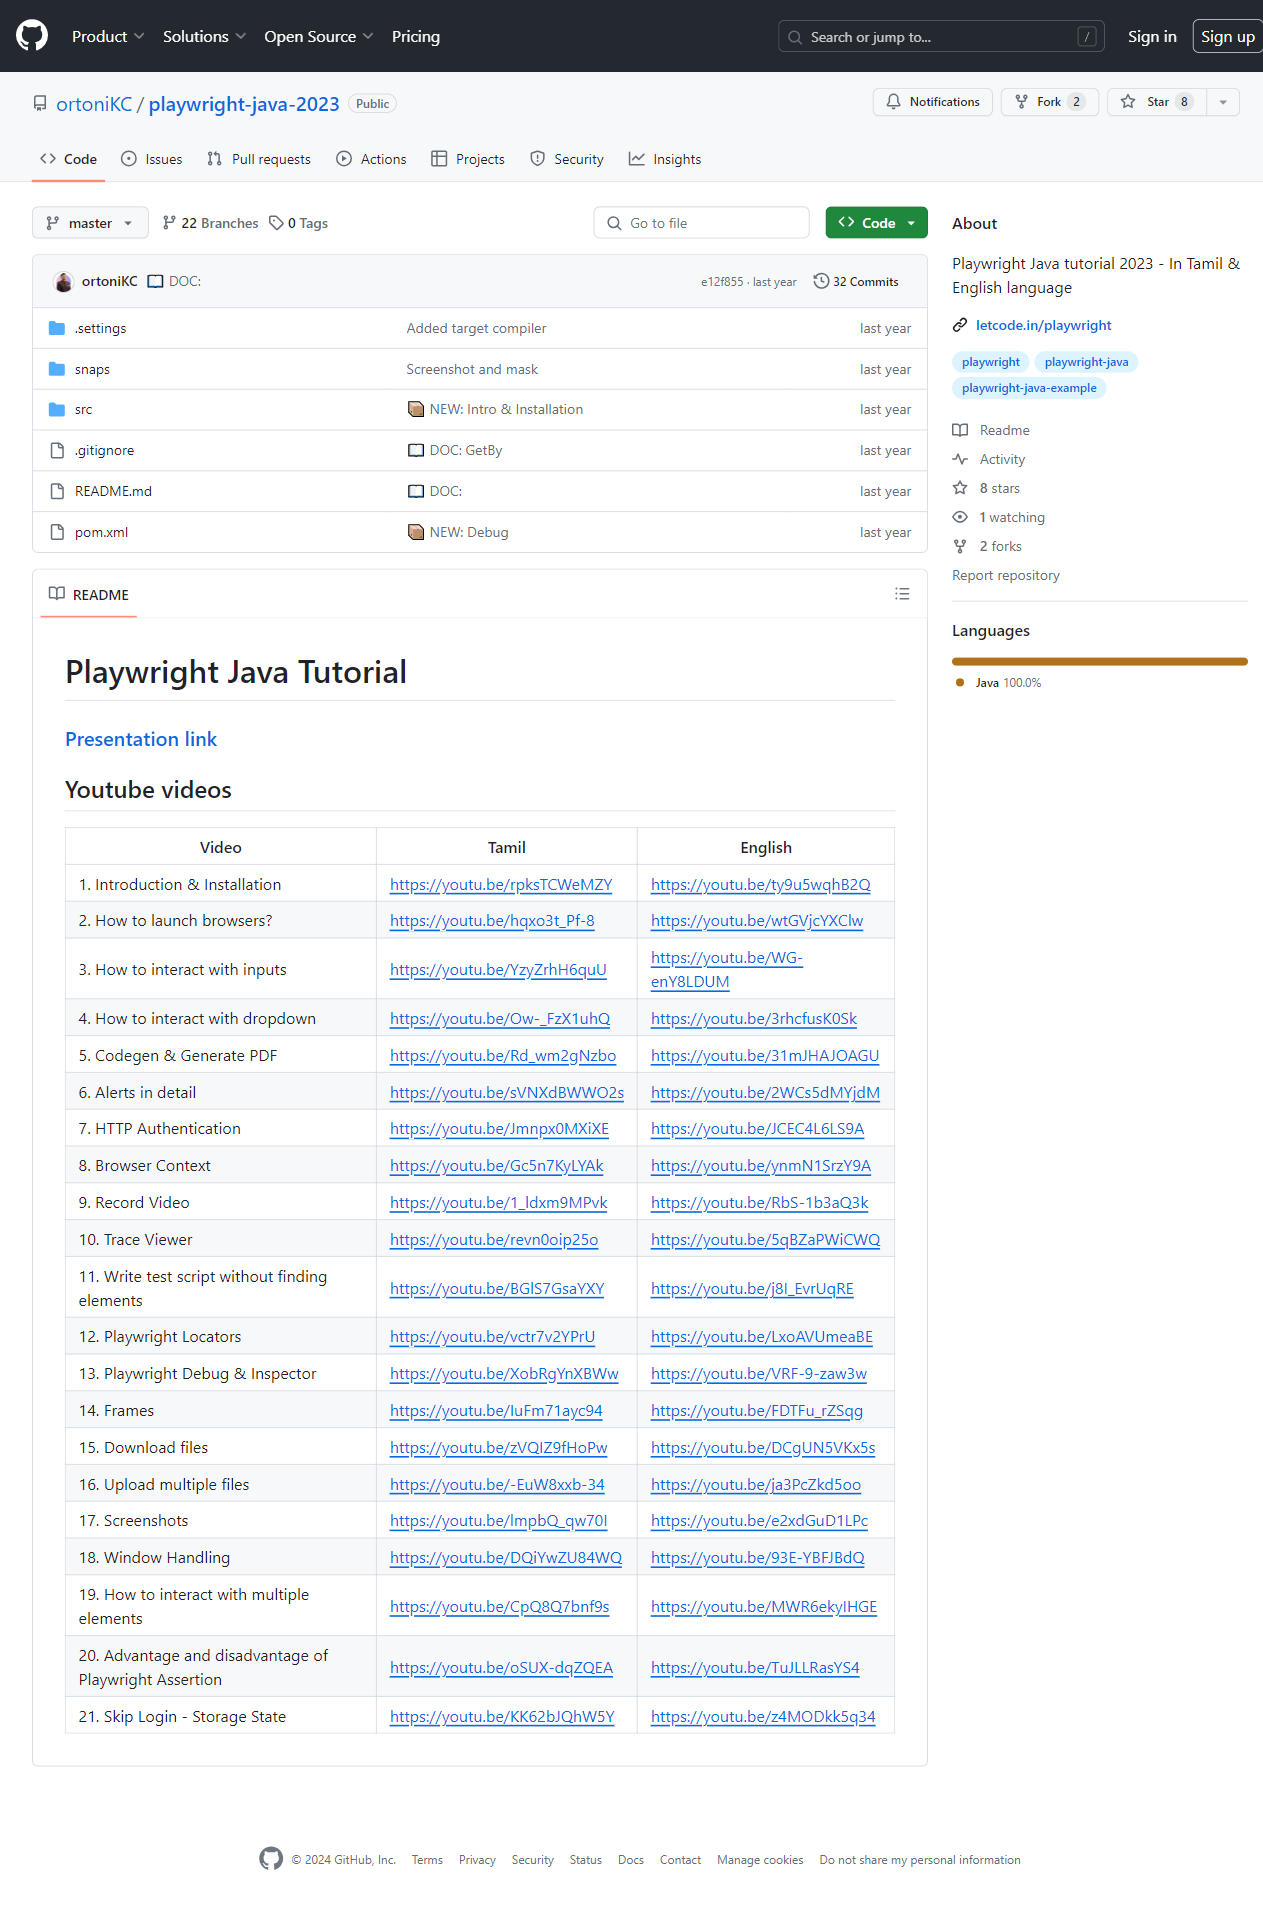 Product Solutions Open Source Pricing Search or jump to... / Sign in Sign up
ortoniKC / playwright-java-2023 Public Notifications Fork 2 Star 8
Code Issues Pull requests Actions Projects Security Insights
master 22 Branches 0 Tags Go to file Code
ortoniKC DOC: e12f855 · last year 32 Commits
.settings Added target compiler last year
snaps Screenshot and mask last year
src NEW: Intro & Installation last year
.gitignore DOC: GetBy last year
README.md DOC: last year
pom.xml NEW: Debug last year
README
Playwright Java Tutorial
Presentation link
Youtube videos
Video Tamil English
1. Introduction & Installation https://youtu.be/rpksTCWeMZY https://youtu.be/ty9u5wqhB2Q
2. How to launch browsers? https://youtu.be/hqxo3t_Pf-8 https://youtu.be/wtGVjcYXClw
3. How to interact with inputs https://youtu.be/YzyZrhH6quU https://youtu.be/WG-
enY8LDUM
4. How to interact with dropdown https://youtu.be/Ow-_FzX1uhQ https://youtu.be/3rhcfusK0Sk
5. Codegen & Generate PDF https://youtu.be/Rd_wm2gNzbo https://youtu.be/31mJHAJOAGU
6. Alerts in detail https://youtu.be/sVNXdBWWO2s https://youtu.be/2WCs5dMYjdM
7. HTTP Authentication https://youtu.be/Jmnpx0MXiXE https://youtu.be/JCEC4L6LS9A
8. Browser Context https://youtu.be/Gc5n7KyLYAk https://youtu.be/ynmN1SrzY9A
9. Record Video https://youtu.be/1_ldxm9MPvk https://youtu.be/RbS-1b3aQ3k
10. Trace Viewer https://youtu.be/revn0oip25o https://youtu.be/5qBZaPWiCWQ
11. Write test script without finding
elements https://youtu.be/BGlS7GsaYXY https://youtu.be/j8I_EvrUqRE
12. Playwright Locators https://youtu.be/vctr7v2YPrU https://youtu.be/LxoAVUmeaBE
13. Playwright Debug & Inspector https://youtu.be/XobRgYnXBWw https://youtu.be/VRF-9-zaw3w
14. Frames https://youtu.be/IuFm71ayc94 https://youtu.be/FDTFu_rZSqg
15. Download files https://youtu.be/zVQIZ9fHoPw https://youtu.be/DCgUN5VKx5s
16. Upload multiple files https://youtu.be/-EuW8xxb-34 https://youtu.be/ja3PcZkd5oo
17. Screenshots https://youtu.be/lmpbQ_qw70I https://youtu.be/e2xdGuD1LPc
18. Window Handling https://youtu.be/DQiYwZU84WQ https://youtu.be/93E-YBFJBdQ
19. How to interact with multiple
elements https://youtu.be/CpQ8Q7bnf9s https://youtu.be/MWR6ekyIHGE
20. Advantage and disadvantage of
Playwright Assertion https://youtu.be/oSUX-dqZQEA https://youtu.be/TuJLLRasYS4
21. Skip Login - Storage State https://youtu.be/KK62bJQhW5Y https://youtu.be/z4MODkk5q34
About
Playwright Java tutorial 2023 - In Tamil &
English language
letcode.in/playwright
playwright playwright-java
playwright-java-example
Readme
Activity
8 stars
1 watching
2 forks
Report repository
Languages
Java 100.0%
© 2024 GitHub, Inc. Terms Privacy Security Status Docs Contact Manage cookies Do not share my personal information